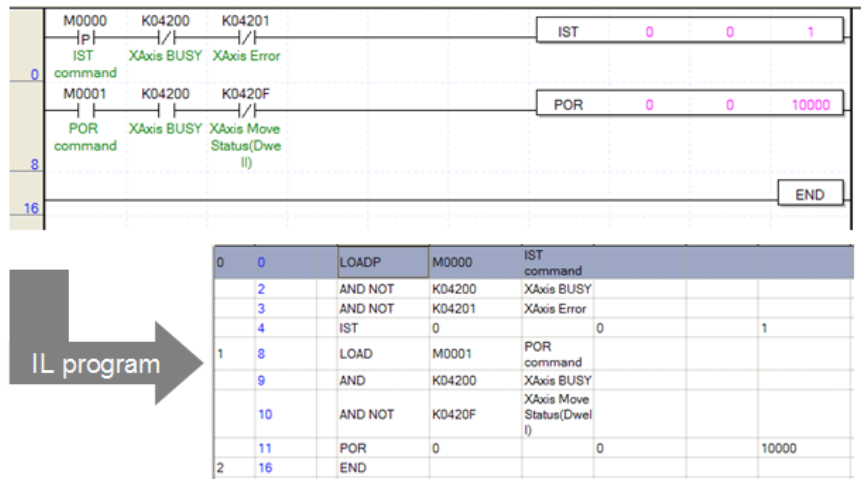 M0000 K04200 K04201
P
IST 0 0 1
IST XAxis BUSY XAxis Error
command
0
M0001 K04200 K0420F
POR 0 0 10000
POR XAxis BUSY XAxis Move
command Status(Dwe
ll)
8
END
16
IL program
0 0 LOADP M0000 IST
command
2 AND NOT K04200 XAxis BUSY
3 AND NOT K04201 XAxis Error
4 IST 0 0 1
1 8 LOAD M0001 POR
command
9 AND K04200 XAxis BUSY
10 AND NOT K0420F XAxis Move
Status(Dwel
l)
11 POR 0 0 10000
2 16 END